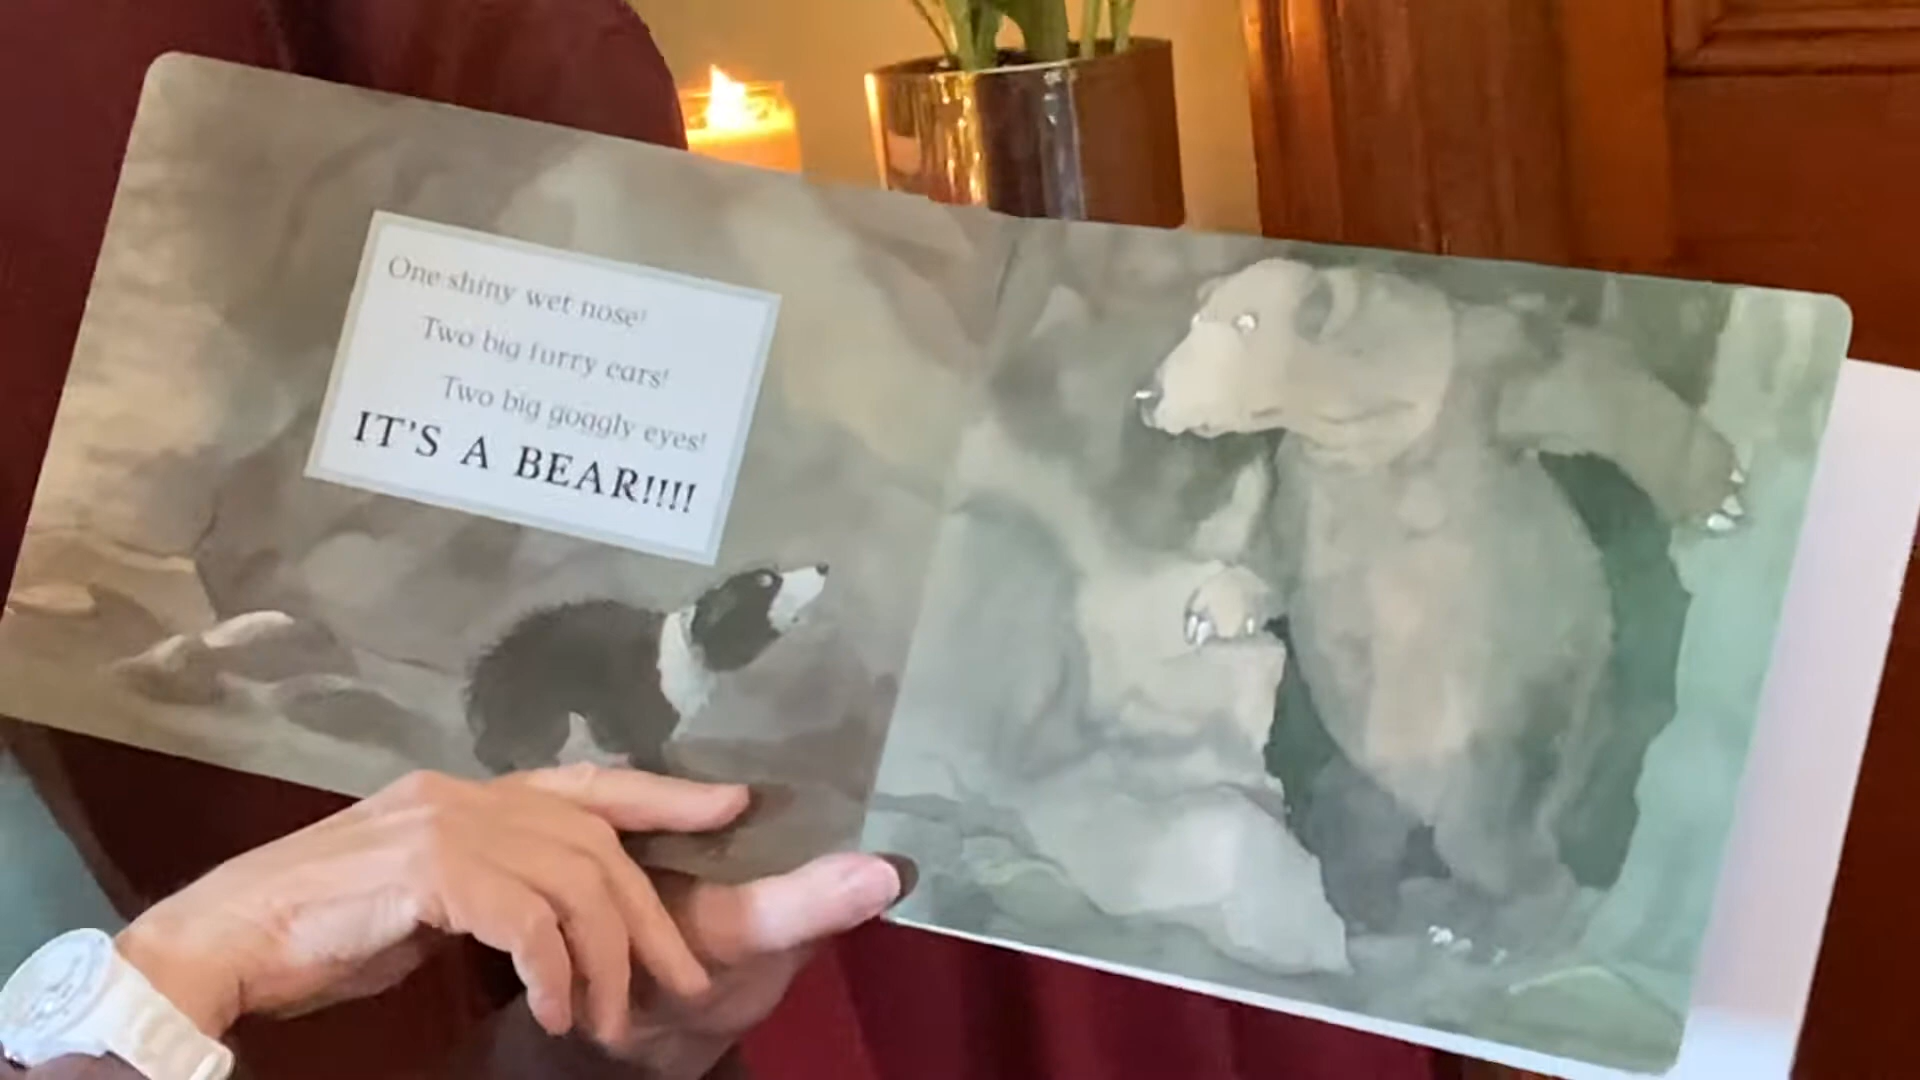 One shiny wet nose!
Two big furry ears!
Two big goggly eyes!
IT'S A BEAR!!!!